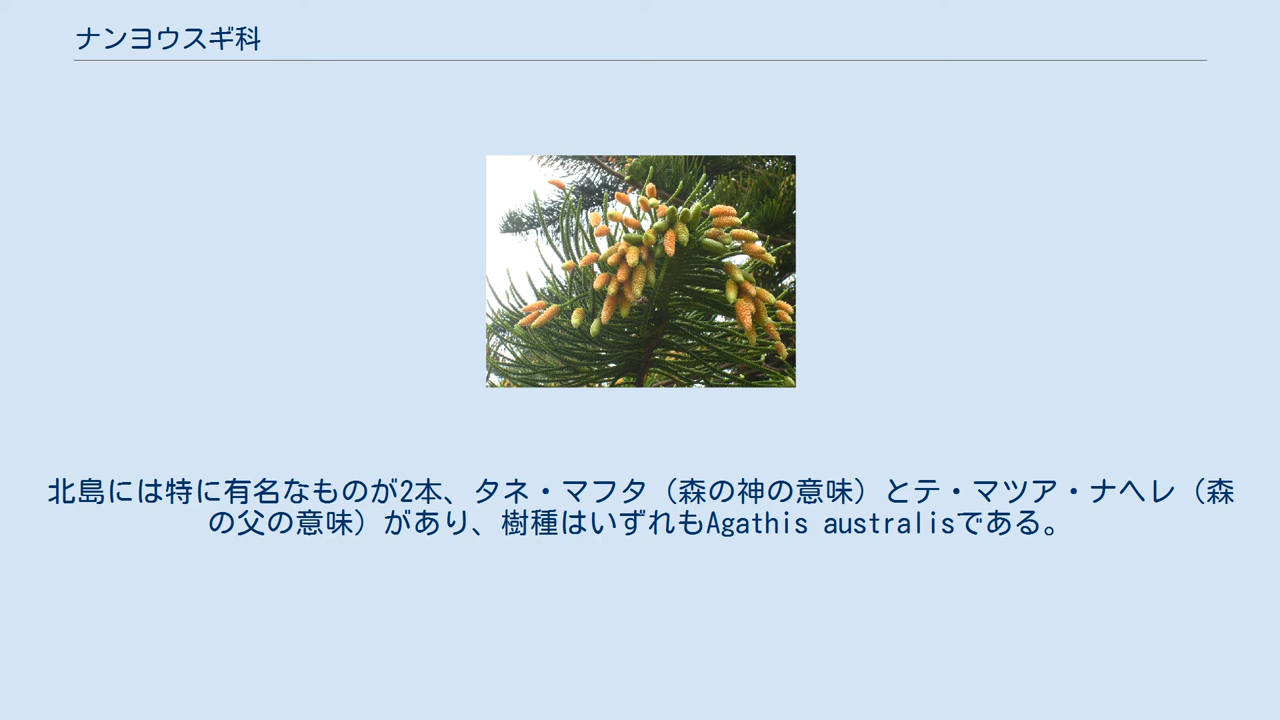 ナンヨウスギ科
北島には特に有名なものが2本、タネ・マフタ（森の神の意味）とテ・マツア・ナヘレ（森
の父の意味）があり、樹種はいずれもAgathis australisである。